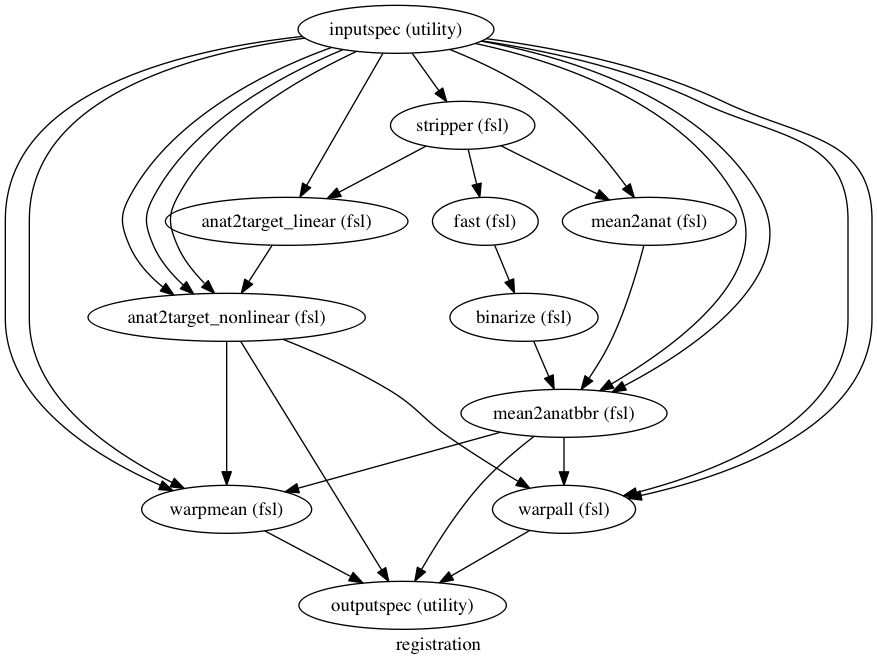 inputspec (utility)
stripper (fsl)
anat2target_linear (fsl)
fast (fsl)
mean2anat (fsl)
anat2target_nonlinear (fsl)
binarize (fsl)
mean2anatbbr (fsl)
warpmean (fsl)
warpall (fsl)
outputspec (utility)
registration